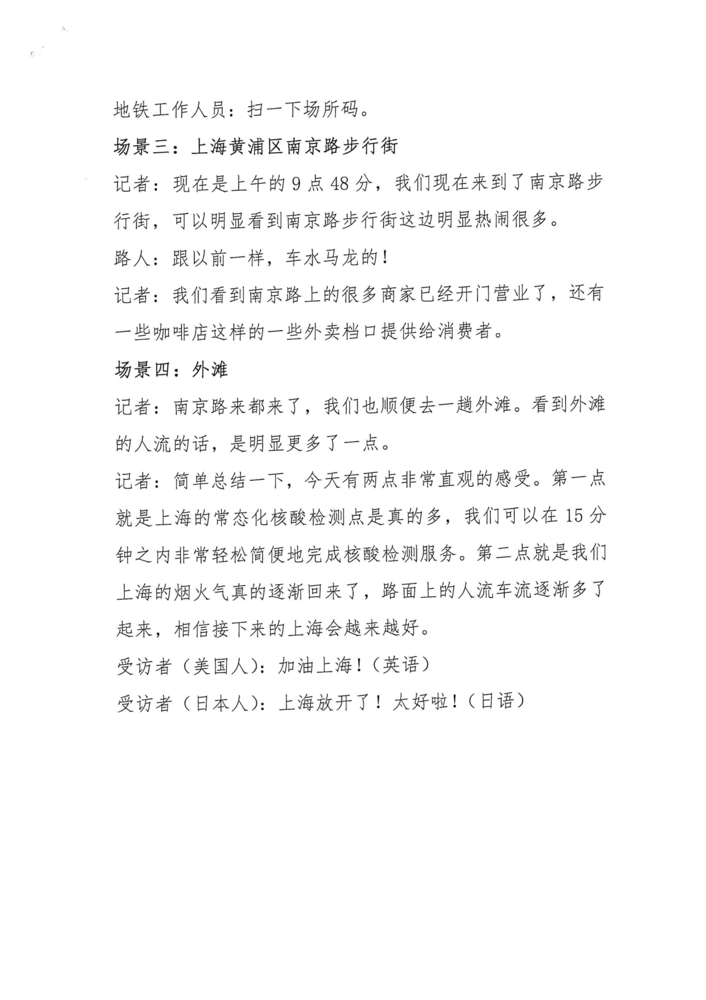 地铁工作人员：扫一下场所码。
场景三：上海黄浦区南京路步行街
记者：现在是上午的9点48分，我们现在来到了南京路步
行街，可以明显看到南京路步行街这边明显热闹很多。
路人：跟以前一样，车水马龙的！
记者：我们看到南京路上的很多商家已经开门营业了，还有
一些咖啡店这样的一些外卖档口提供给消费者。
场景四：外滩
记者：南京路来都来了，我们也顺便去一趟外滩。看到外滩
的人流的话，是明显更多了一点。
记者：简单总结一下，今天有两点非常直观的感受。第一点
就是上海的常态化核酸检测点是真的多，我们可以在15分
钟之内非常轻松简便地完成核酸检测服务。第二点就是我们
上海的烟火气真的逐渐回来了，路面上的人流车流逐渐多了
起来，相信接下来的上海会越来越好。
受访者（美国人）：加油上海！（英语）
受访者（日本人）：上海放开了！太好啦！（日语）